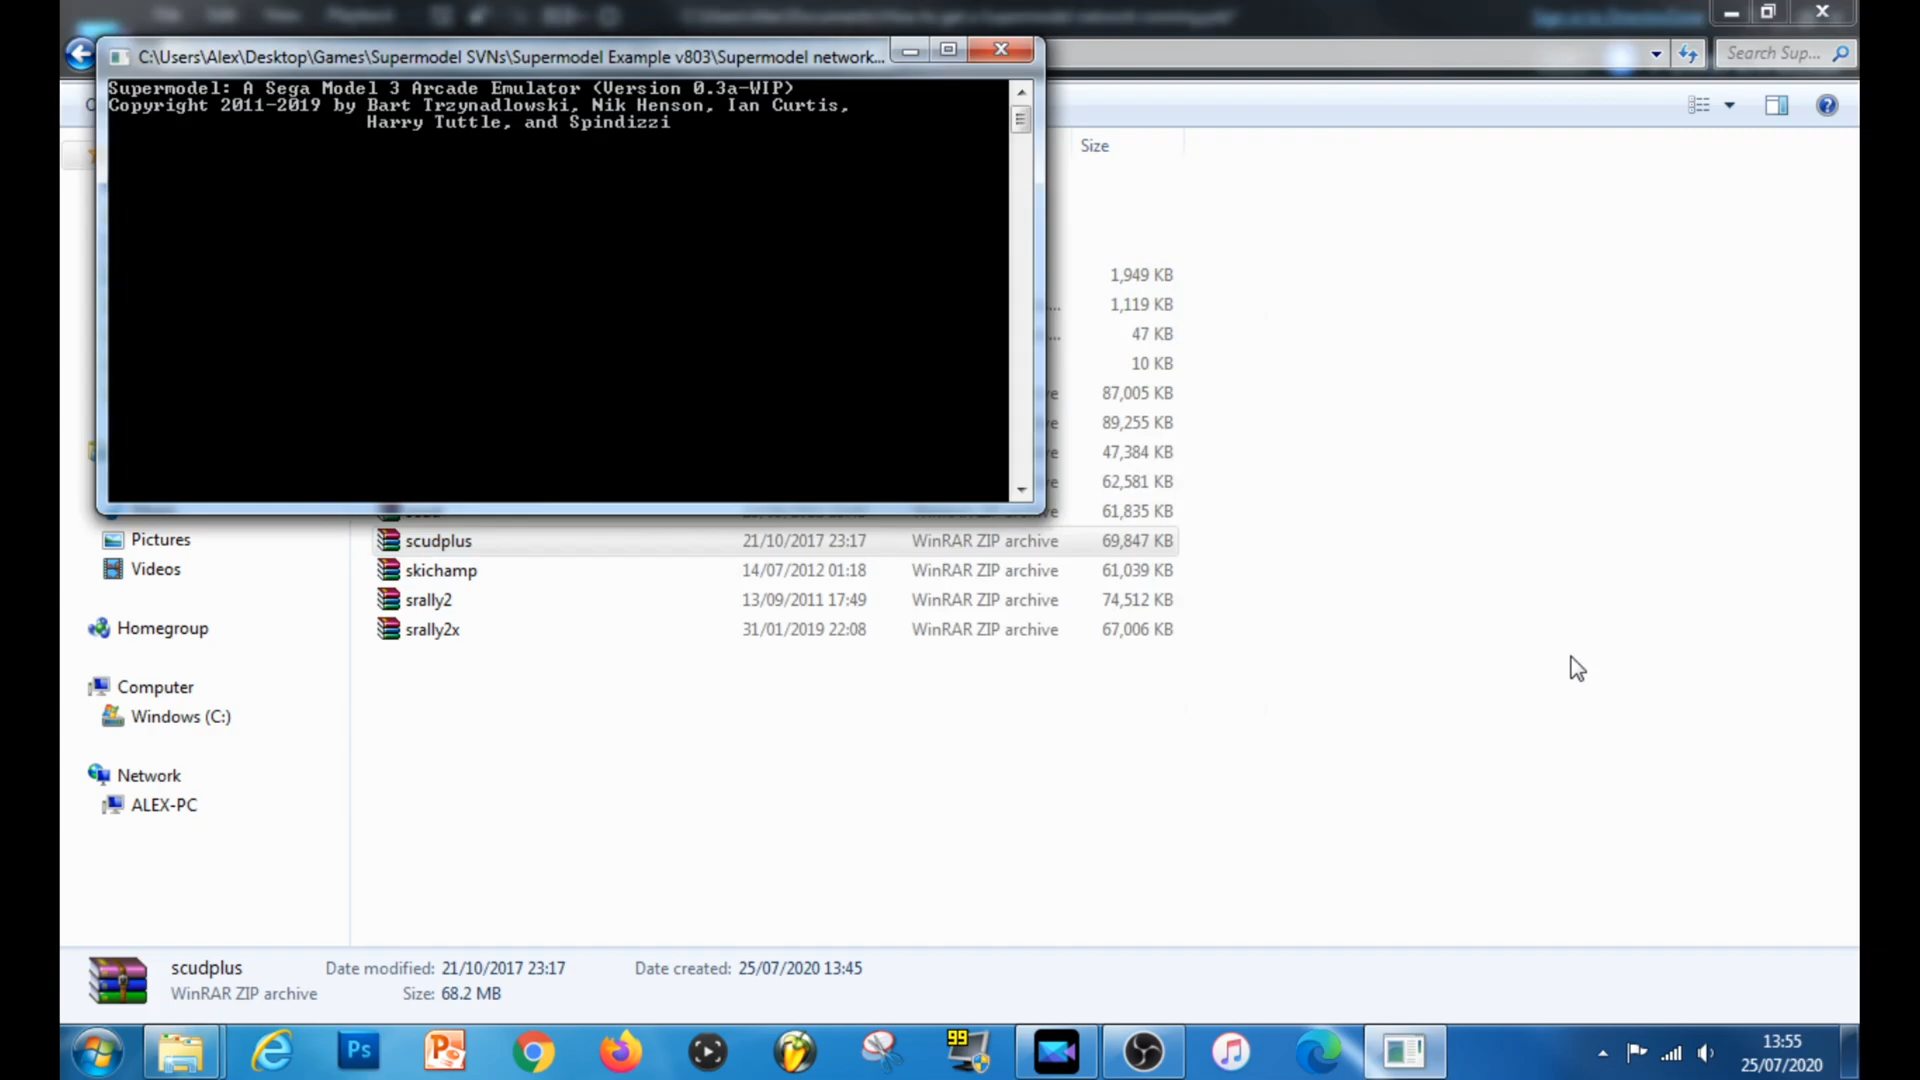 C:\Users\Alex\Desktop\Games\Supermodel SVNs\Supermodel Example v803\Supermodel network...
Search Sup...
Supermodel: A Sega Model 3 Arcade Emulator (Version 0.3a-WIP)
Copyright 2011-2019 by Bart Trzynadlowski, Nik Henson, Ian Curtis,
Harry Tuttle, and Spindizzi
Size
1,949 KB
... 1,119 KB
... 47 KB
10 KB
87,005 KB
89,255 KB
47,384 KB
62,581 KB
61,835 KB
Pictures
Videos
Homegroup
Computer
Windows (C:)
Network
ALEX-PC
scudplus 21/10/2017 23:17 WinRAR ZIP archive 69,847 KB
skichamp 14/07/2012 01:18 WinRAR ZIP archive 61,039 KB
srally2 13/09/2011 17:49 WinRAR ZIP archive 74,512 KB
srally2x 31/01/2019 22:08 WinRAR ZIP archive 67,006 KB
scudplus Date modified: 21/10/2017 23:17 Date created: 25/07/2020 13:45
WinRAR ZIP archive Size: 68.2 MB
Ps
99
13:55
25/07/2020